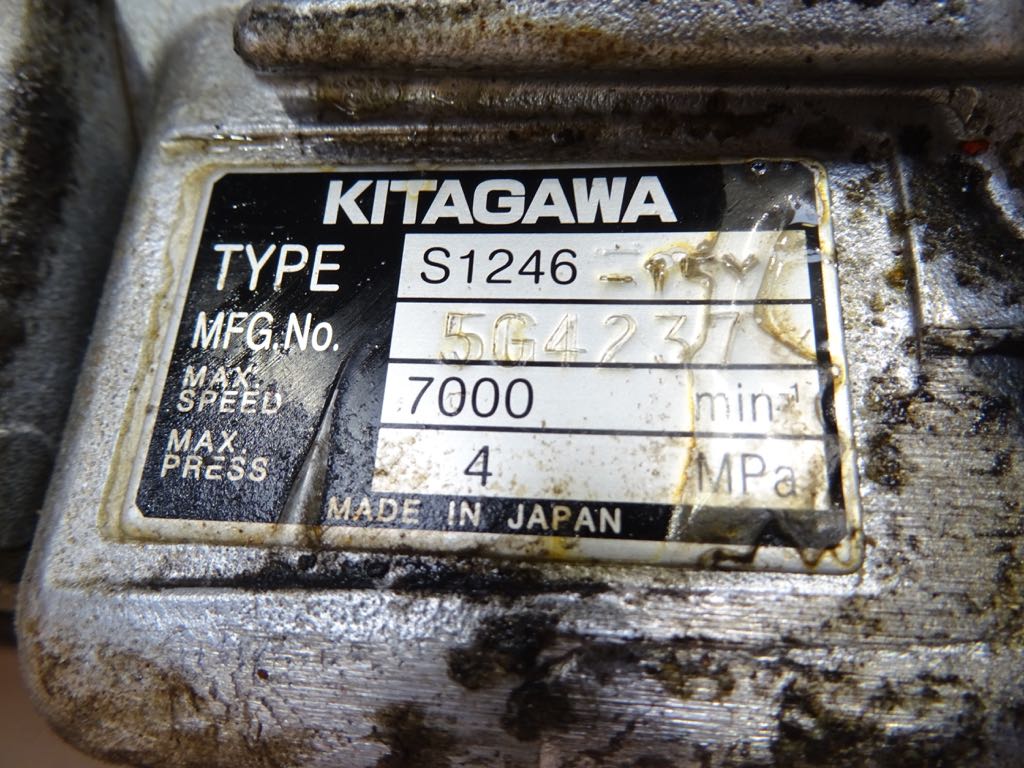 KITAGAWA
TYPE S1246
MFG.No. 5G4237
MAX. SPEED 7000 min-1
MAX. PRESS 4 MPa
MADE IN JAPAN